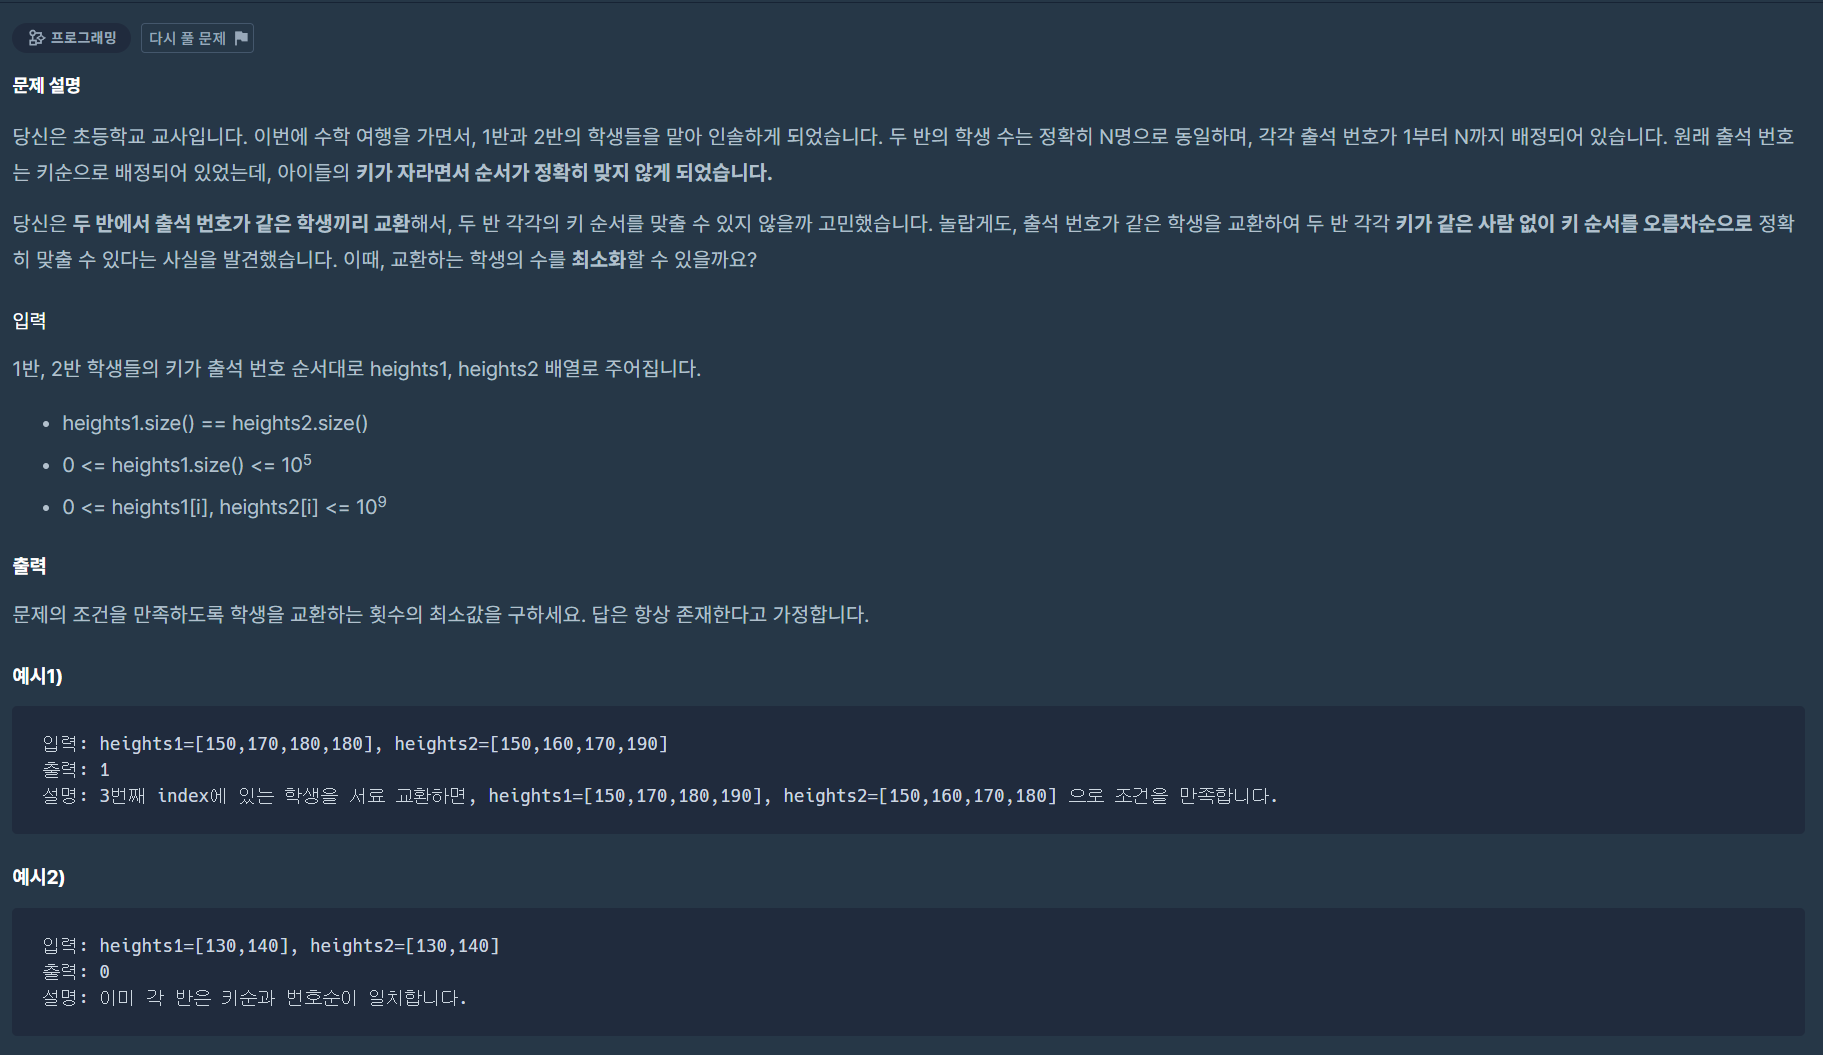 프로그래밍 다시 풀 문제
문제 설명
당신은 초등학교 교사입니다. 이번에 수학 여행을 가면서, 1반과 2반의 학생들을 맡아 인솔하게 되었습니다. 두 반의 학생 수는 정확히 N명으로 동일하며, 각각 출석 번호가 1부터 N까지 배정되어 있습니다. 원래 출석 번호
는 키순으로 배정되어 있었는데, 아이들의 키가 자라면서 순서가 정확히 맞지 않게 되었습니다.
당신은 두 반에서 출석 번호가 같은 학생끼리 교환해서, 두 반 각각의 키 순서를 맞출 수 있지 않을까 고민했습니다. 놀랍게도, 출석 번호가 같은 학생을 교환하여 두 반 각각 키가 같은 사람 없이 키 순서를 오름차순으로 정확
히 맞출 수 있다는 사실을 발견했습니다. 이때, 교환하는 학생의 수를 최소화할 수 있을까요?
입력
1반, 2반 학생들의 키가 출석 번호 순서대로 heights1, heights2 배열로 주어집니다.
• heights1.size() == heights2.size()
• 0 <= heights1.size() <= 10⁵
• 0 <= heights1[i], heights2[i] <= 10⁹
출력
문제의 조건을 만족하도록 학생을 교환하는 횟수의 최소값을 구하세요. 답은 항상 존재한다고 가정합니다.
예시1)
입력: heights1=[150,170,180,180], heights2=[150,160,170,190]
출력: 1
설명: 3번째 index에 있는 학생을 서료 교환하면, heights1=[150,170,180,190], heights2=[150,160,170,180] 으로 조건을 만족합니다.
예시2)
입력: heights1=[130,140], heights2=[130,140]
출력: 0
설명: 이미 각 반은 키순과 번호순이 일치합니다.